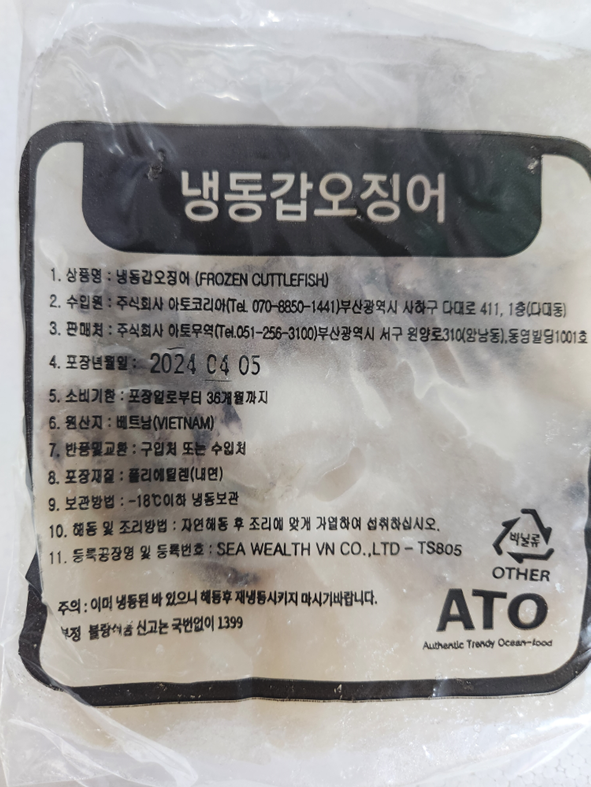 냉동갑오징어
1. 상품명 : 냉동갑오징어 (FROZEN CUTTLEFISH)
2. 수입원 : 주식회사 아토코리아(Tel. 070-8850-1441)부산광역시 사하구 다대로 411, 1층(다대동)
3. 판매처 : 주식회사 아토무역(Tel.051-256-3100)부산광역시 서구 원양로310(암남동),동영빌딩1001호
4. 포장년월일 : 2024 04 05
5. 소비기한 : 포장일로부터 36개월까지
6. 원산지 : 베트남(VIETNAM)
7. 반품및교환 : 구입처 또는 수입처
8. 포장재질 : 폴리에틸렌(내면)
9. 보관방법 : -18℃이하 냉동보관
10. 해동 및 조리방법 : 자연해동 후 조리에 맞게 가열하여 섭취하십시오.
11. 등록공장명 및 등록번호 : SEA WEALTH VN CO.,LTD - TS805
비닐류
OTHER
주의 : 이미 냉동된 바 있으니 해동후 재냉동시키지 마시기바랍니다.
부정 불량식품 신고는 국번없이 1399
ATO
Authentic Trendy Ocean-food